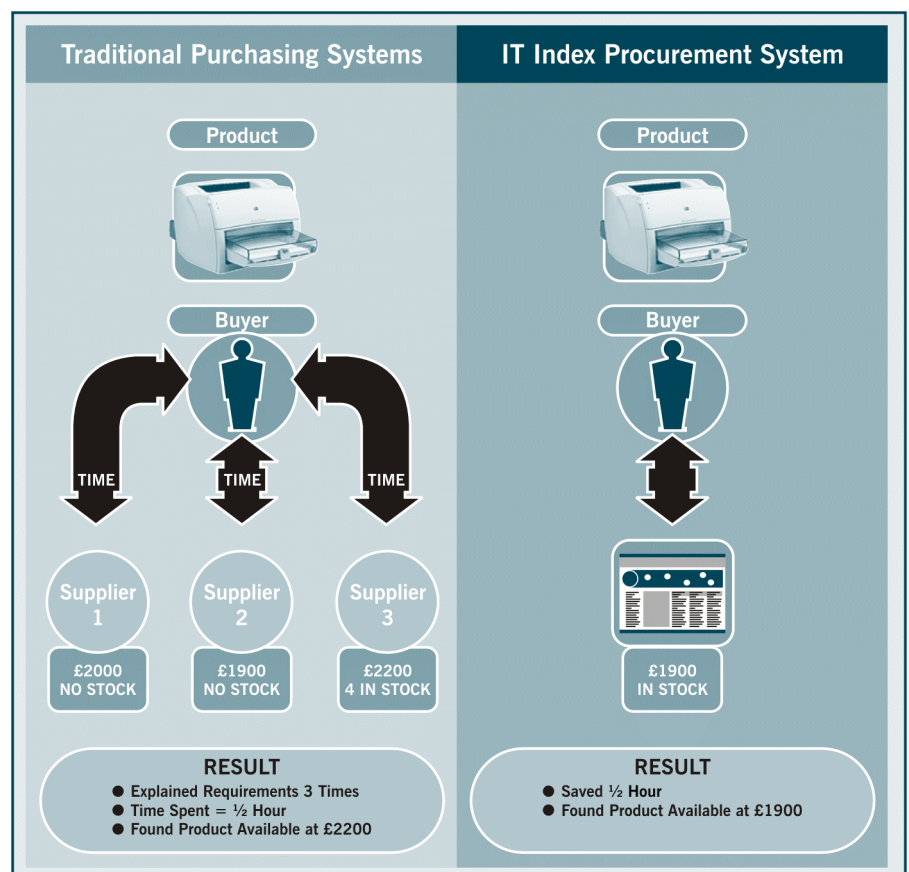 Traditional Purchasing Systems
IT Index Procurement System
Product
Product
Buyer
Buyer
TIME
TIME
TIME
Supplier
1
Supplier
2
Supplier
3
£2000
NO STOCK
£1900
NO STOCK
£2200
4 IN STOCK
£1900
IN STOCK
RESULT
● Explained Requirements 3 Times
● Time Spent = ½ Hour
● Found Product Available at £2200
RESULT
● Saved ½ Hour
● Found Product Available at £1900